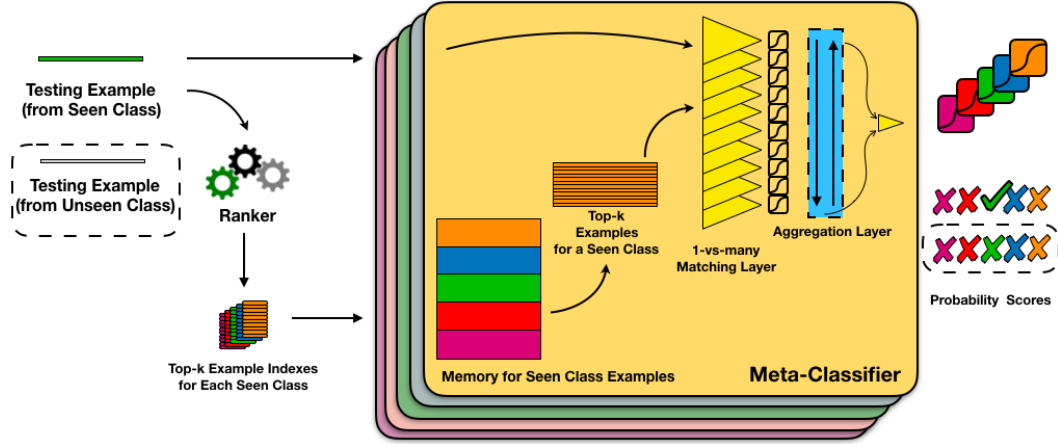 Testing Example
(from Seen Class)
Testing Example
(from Unseen Class)
Ranker
Top-k Example Indexes
for Each Seen Class
Memory for Seen Class Examples
Top-k
Examples
for a Seen Class
1-vs-many
Matching Layer
Aggregation Layer
Meta-Classifier
Probability Scores